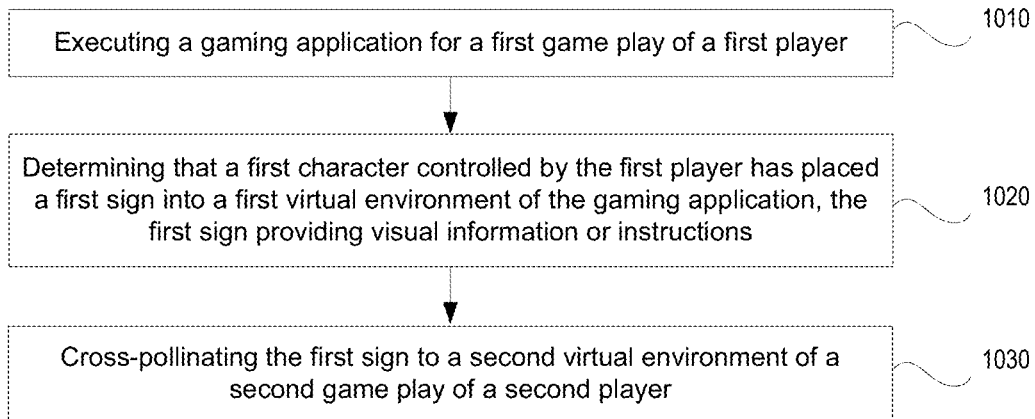 1010
Executing a gaming application for a first game play of a first player
Determining that a first character controlled by the first player has placed
a first sign into a first virtual environment of the gaming application, the
first sign providing visual information or instructions
1020
Cross-pollinating the first sign to a second virtual environment of a
second game play of a second player
1030